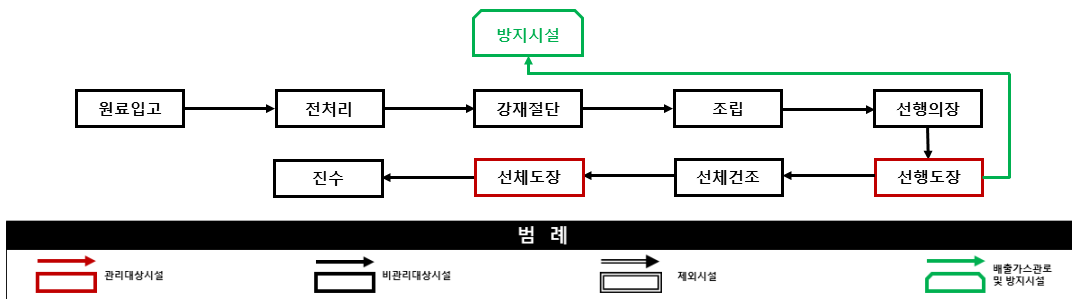 방지시설
원료입고
전처리
강재절단
조립
선행의장
진수
선체도장
선체건조
선행도장
범 례
관리대상시설
비관리대상시설
제외시설
배출가스관로
및 방지시설